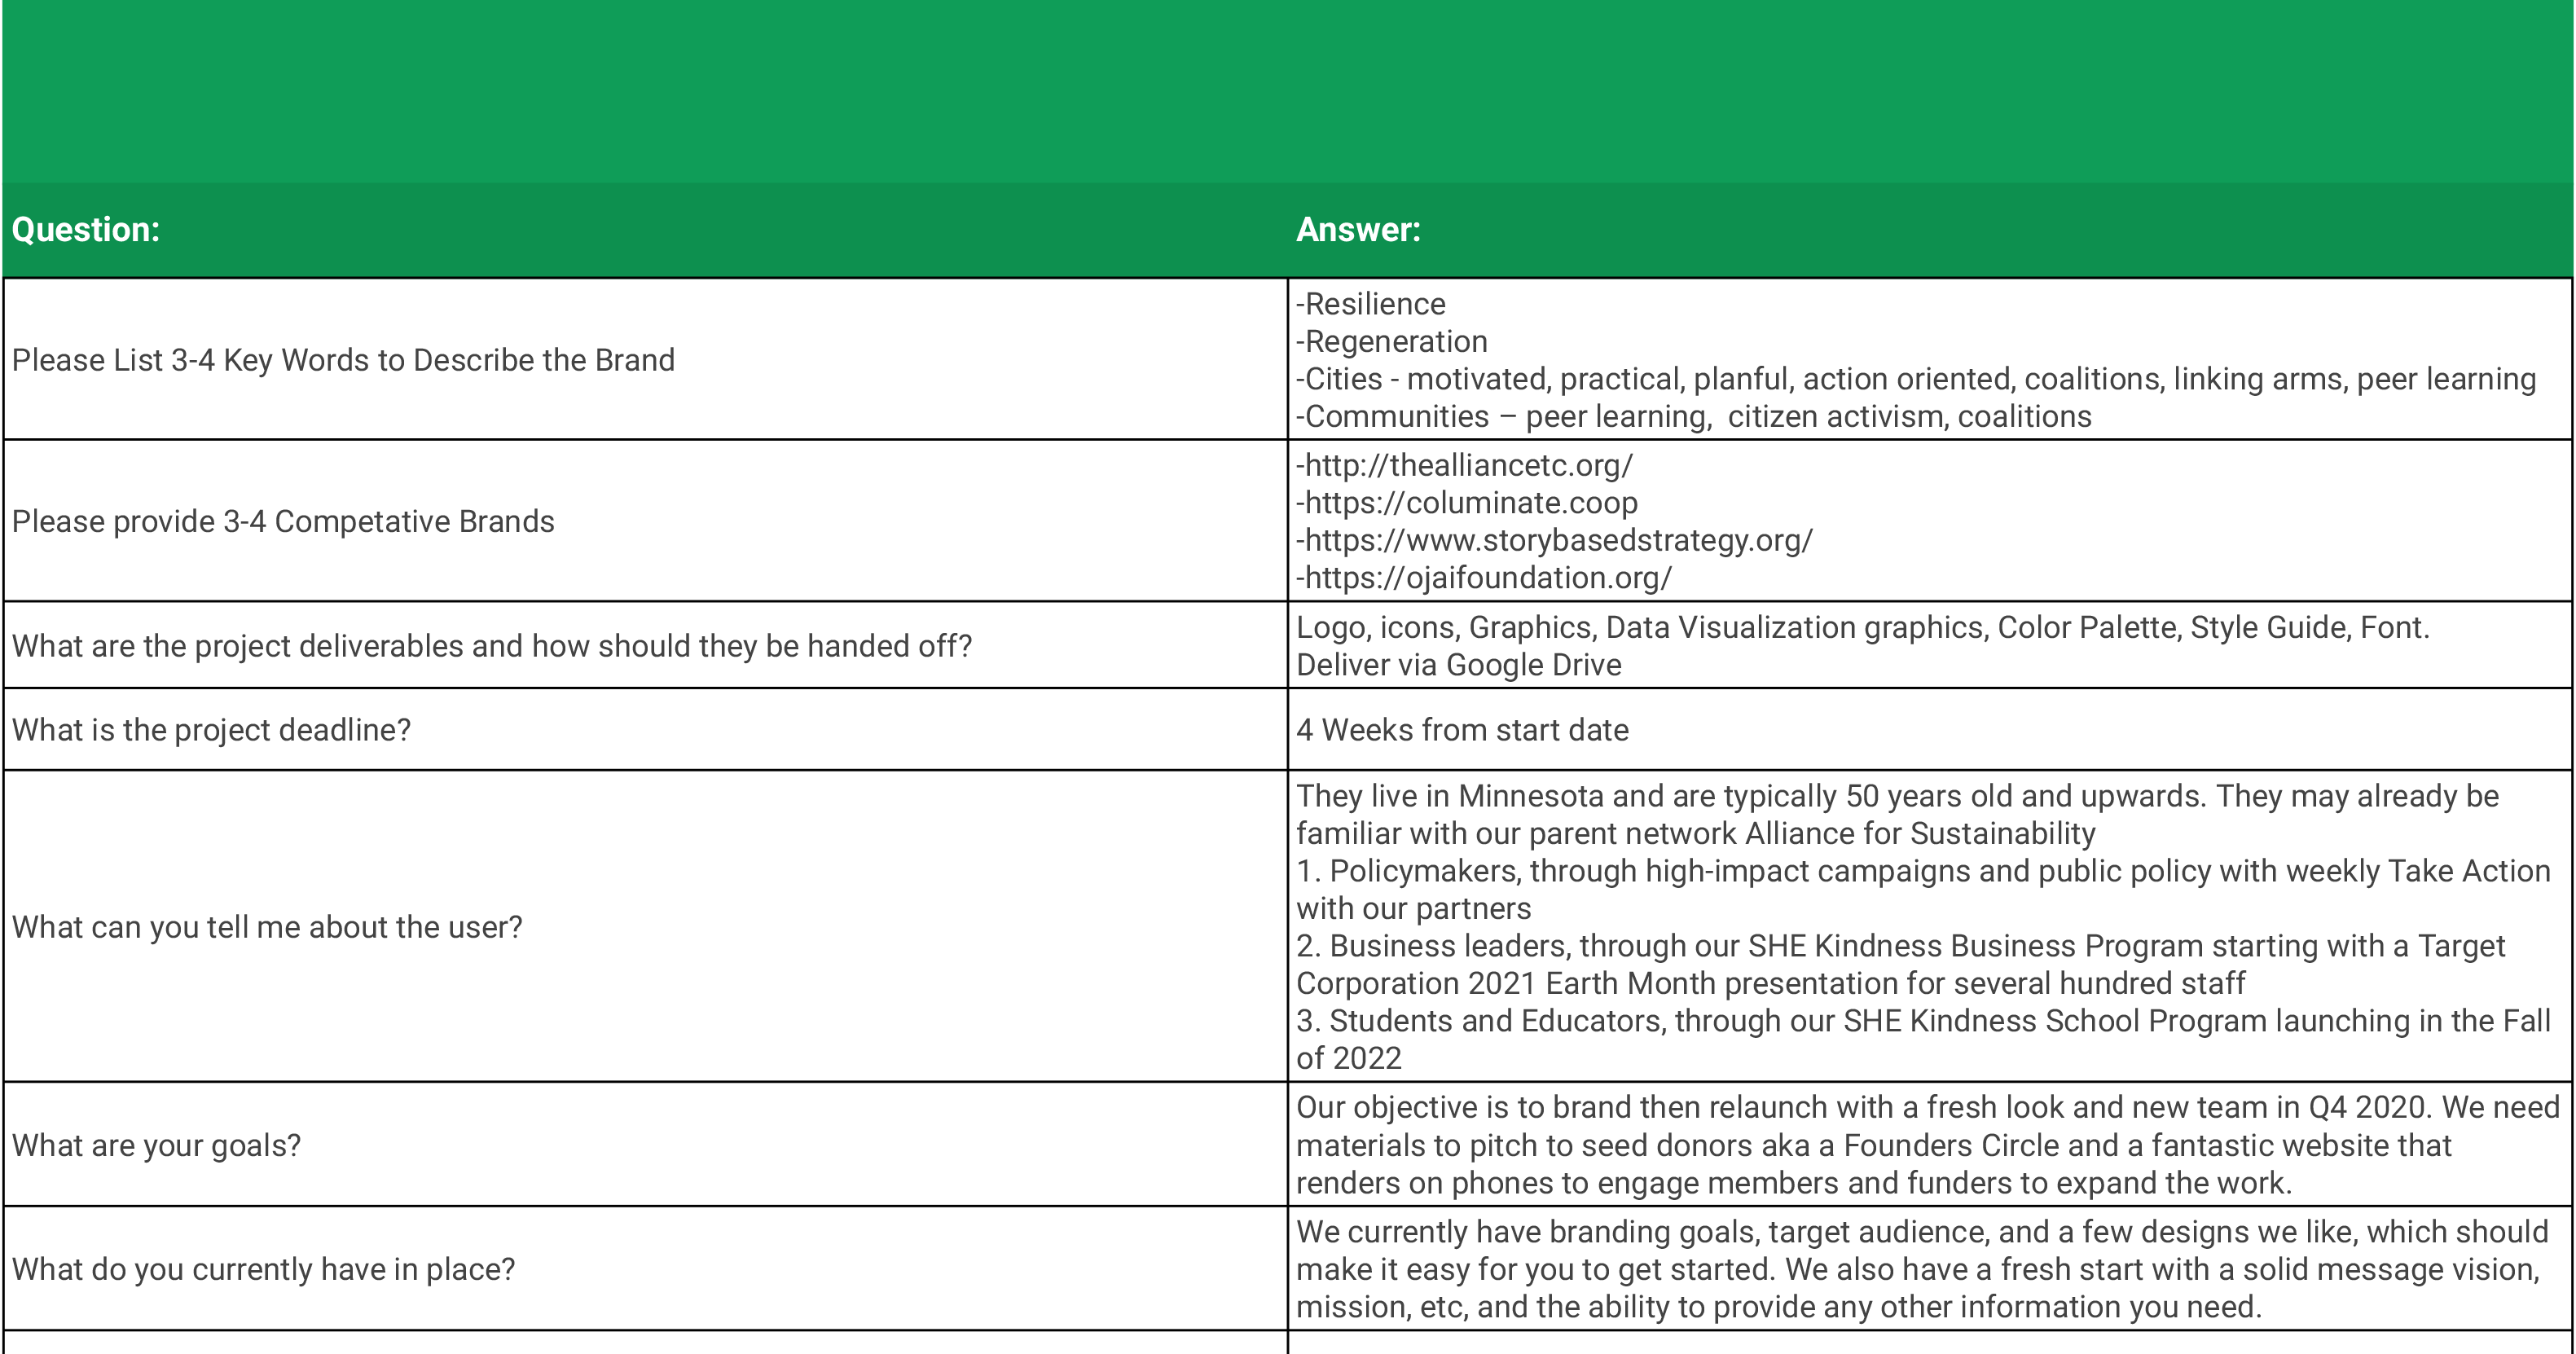 Question:
Answer:
Please List 3-4 Key Words to Describe the Brand
-Resilience
-Regeneration
-Cities - motivated, practical, planful, action oriented, coalitions, linking arms, peer learning
-Communities – peer learning,  citizen activism, coalitions
Please provide 3-4 Competative Brands
-http://thealliancetc.org/
-https://columinate.coop
-https://www.storybasedstrategy.org/
-https://ojaifoundation.org/
What are the project deliverables and how should they be handed off?
Logo, icons, Graphics, Data Visualization graphics, Color Palette, Style Guide, Font.
Deliver via Google Drive
What is the project deadline?
4 Weeks from start date
What can you tell me about the user?
They live in Minnesota and are typically 50 years old and upwards. They may already be
familiar with our parent network Alliance for Sustainability
1. Policymakers, through high-impact campaigns and public policy with weekly Take Action
with our partners
2. Business leaders, through our SHE Kindness Business Program starting with a Target
Corporation 2021 Earth Month presentation for several hundred staff
3. Students and Educators, through our SHE Kindness School Program launching in the Fall
of 2022
What are your goals?
Our objective is to brand then relaunch with a fresh look and new team in Q4 2020. We need
materials to pitch to seed donors aka a Founders Circle and a fantastic website that
renders on phones to engage members and funders to expand the work.
What do you currently have in place?
We currently have branding goals, target audience, and a few designs we like, which should
make it easy for you to get started. We also have a fresh start with a solid message vision,
mission, etc, and the ability to provide any other information you need.